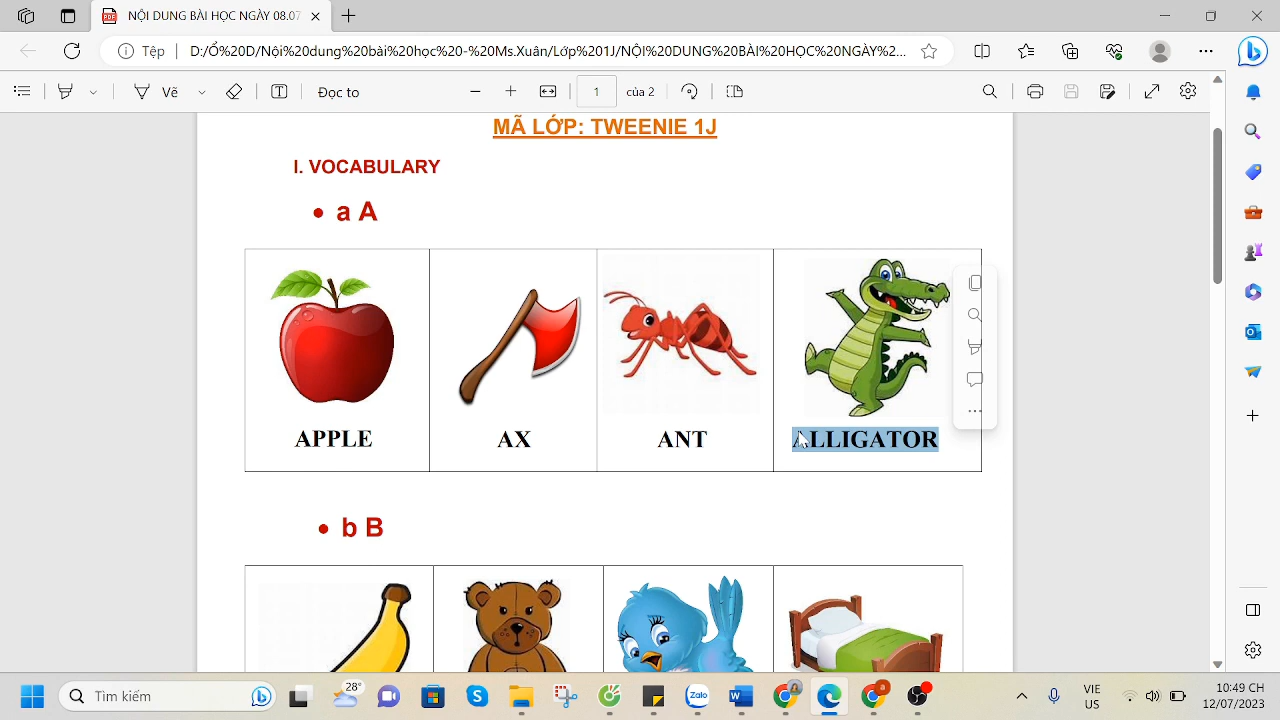 NỘI DUNG BÀI HỌC NGÀY 08.07
Tệp
D:/Ổ%20D/Nội%20dung%20bài%20học%20-%20Ms.Xuân/Lớp%201J/NỘI%20DUNG%20BÀI%20HỌC%20NGÀY%2...
Vẽ
Đọc to
1
của 2
MÃ LỚP: TWEENIE 1J
I. VOCABULARY
• a A
APPLE
AX
ANT
ALLIGATOR
• b B
Tìm kiếm
28°
Zalo
VIE
US
10:49 CH
12/07/2023